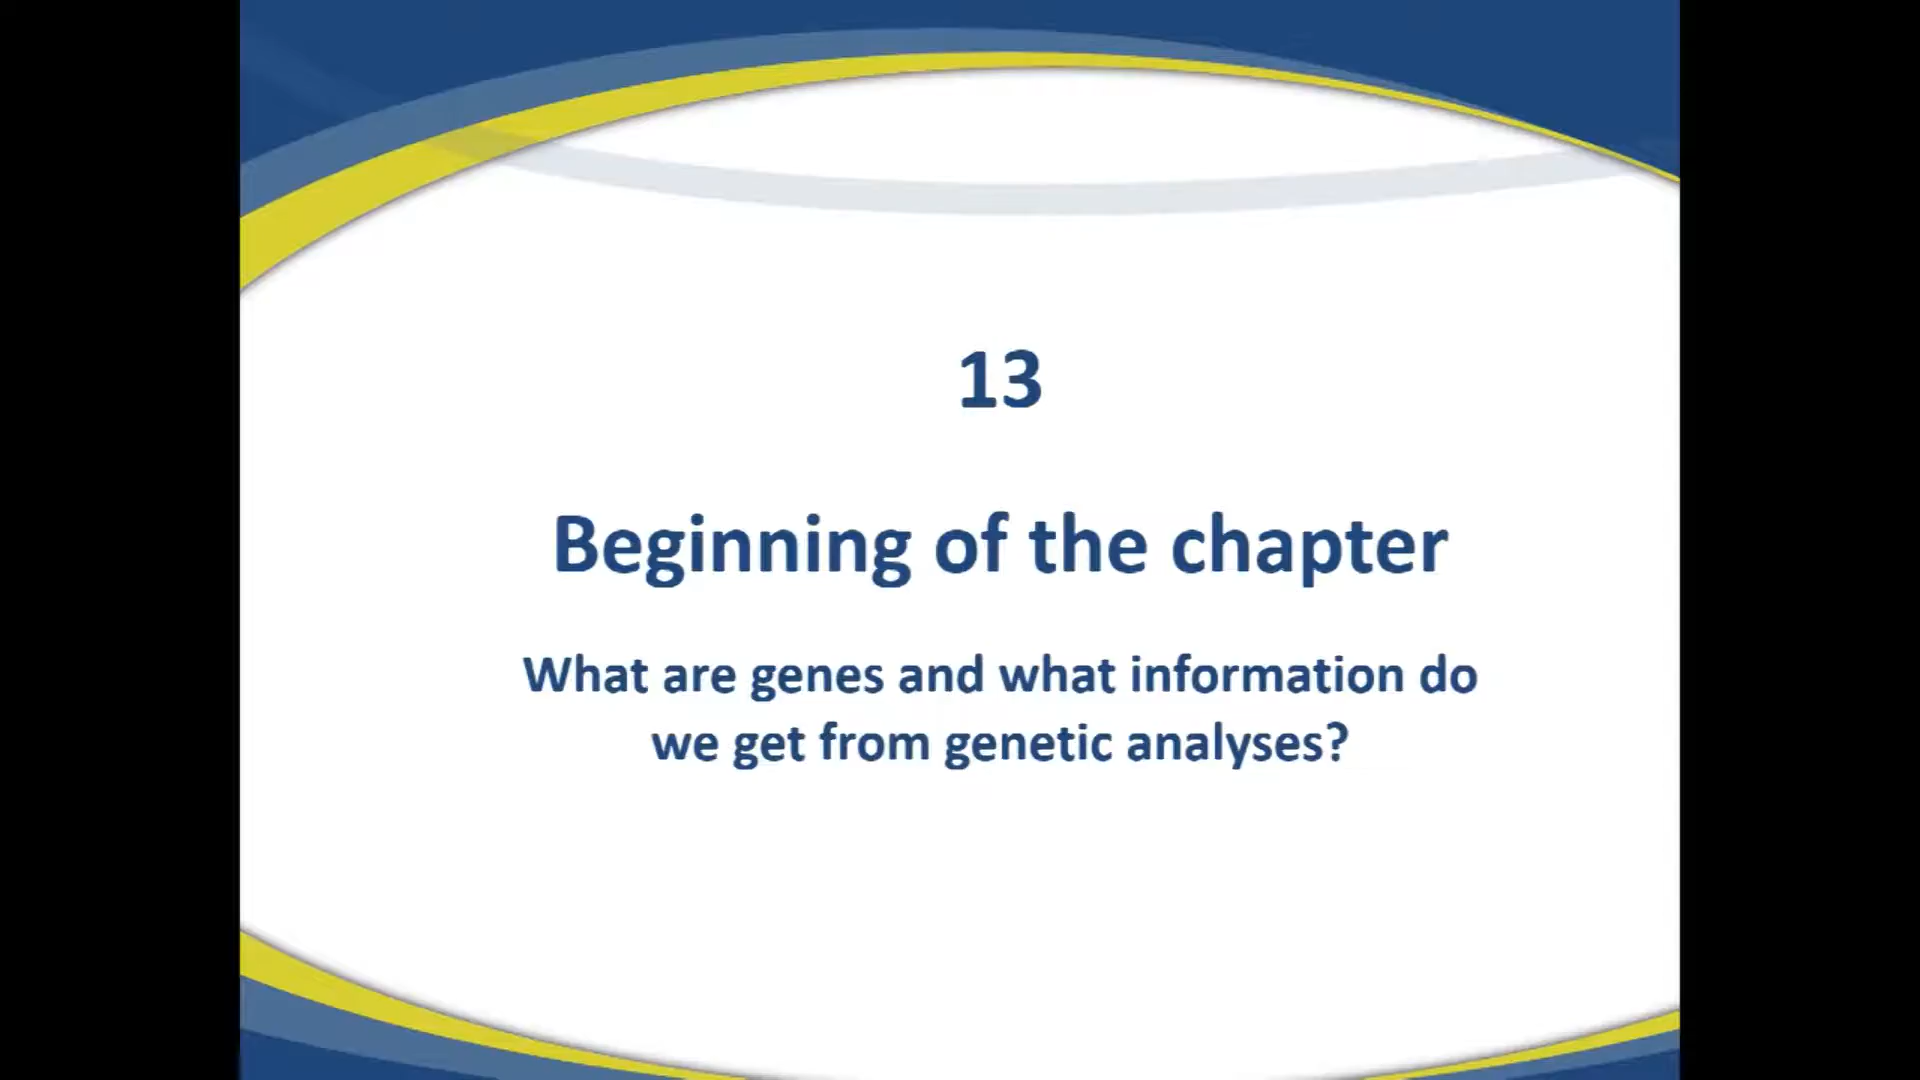 13
Beginning of the chapter
What are genes and what information do
we get from genetic analyses?